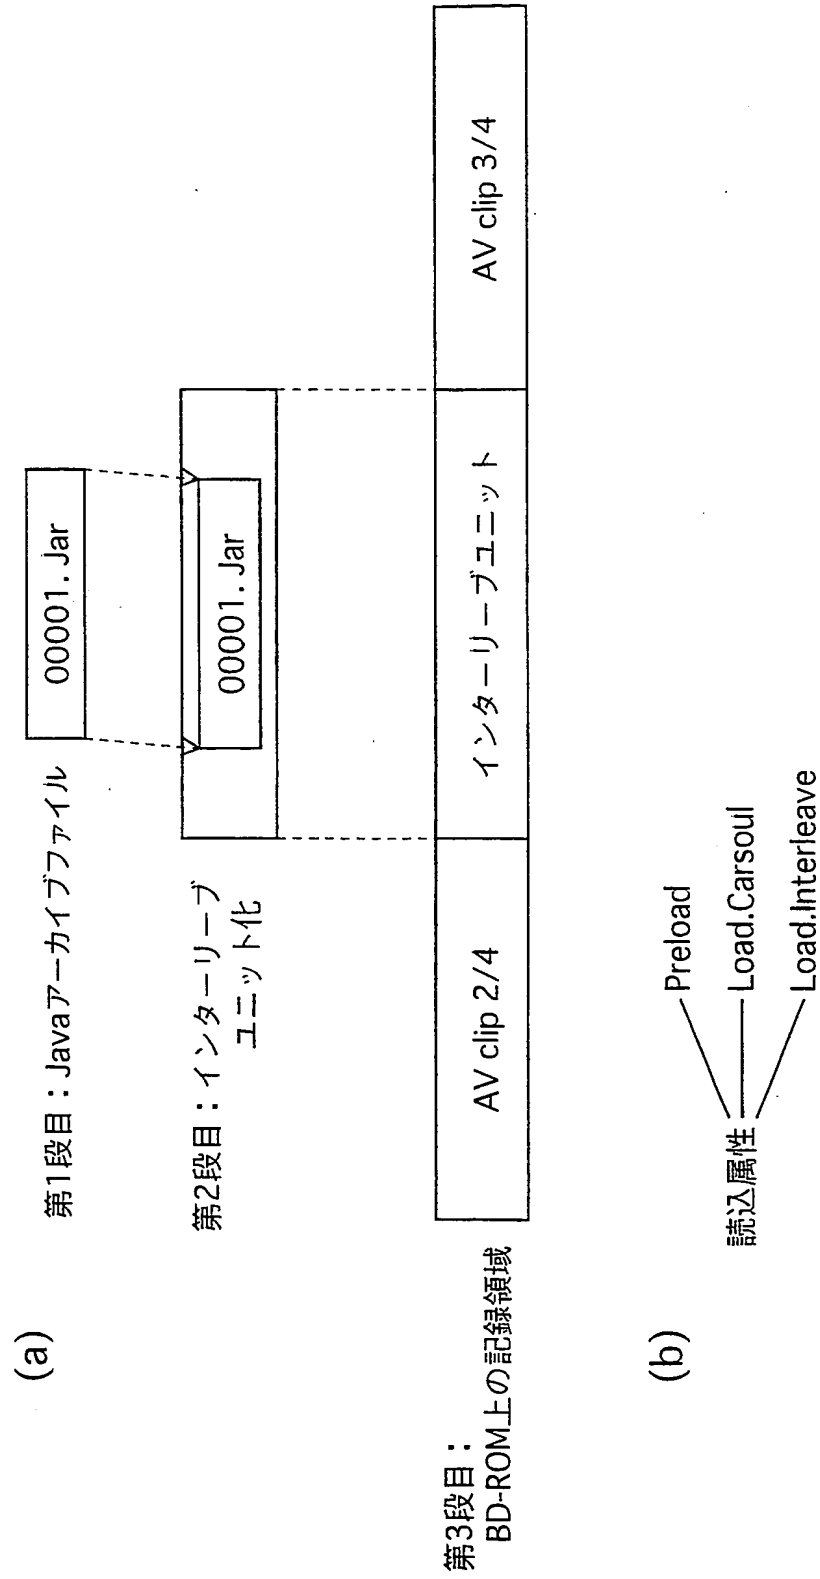 (a)
第1段目：Javaアーカイブファイル
00001. Jar
第2段目：インターリーブ
ユニット化
00001. Jar
第3段目：
BD-ROM上の記録領域
AV clip 2/4
インターリーブユニット
AV clip 3/4
(b)
読込属性
Preload
Load.Carsoul
Load.Interleave